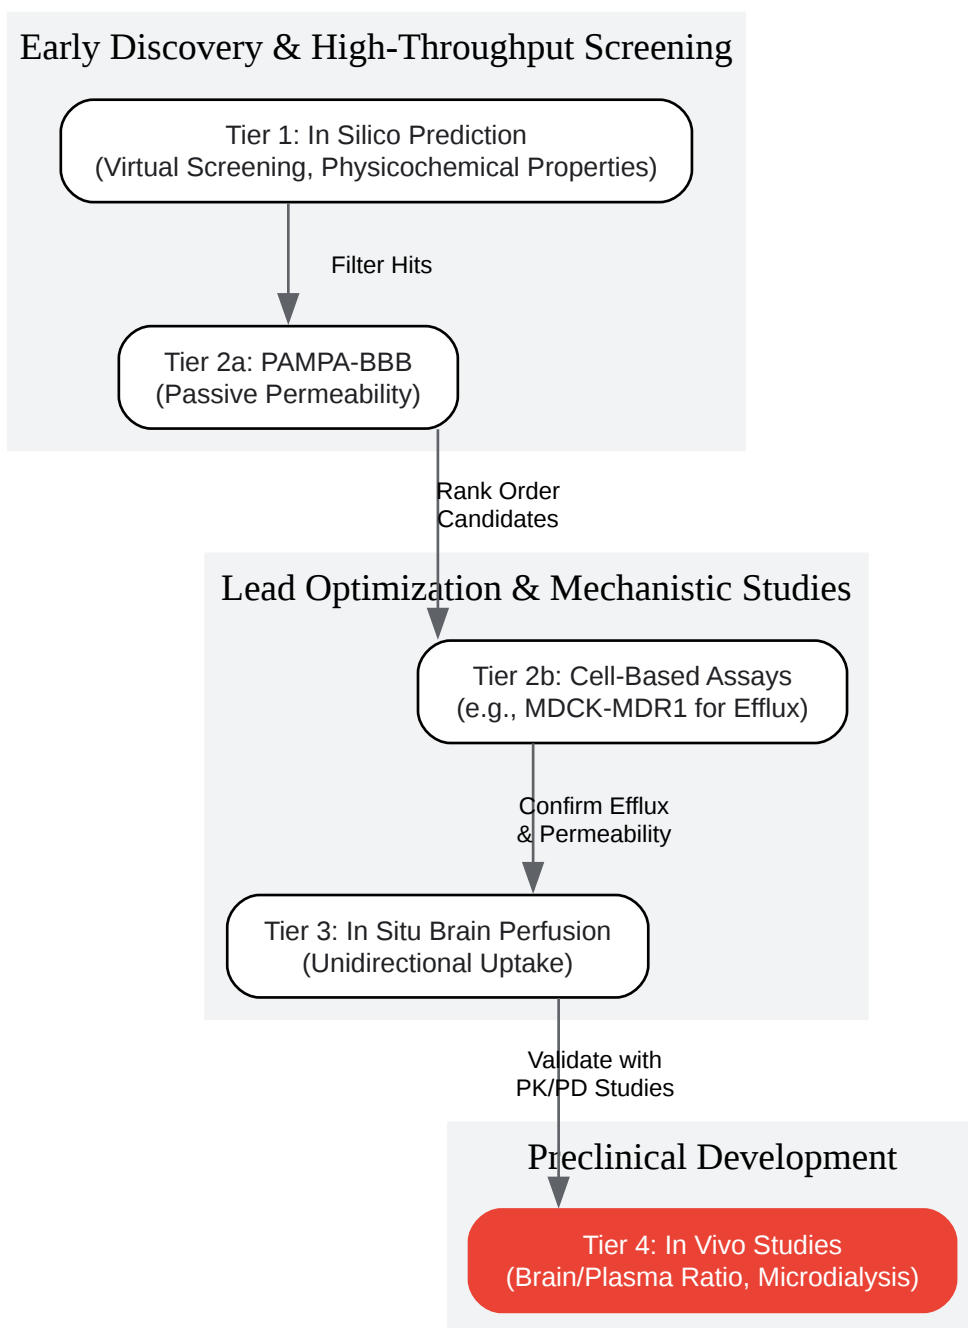 Early Discovery & High-Throughput Screening
Tier 1: In Silico Prediction
(Virtual Screening, Physicochemical Properties)
Filter Hits
Tier 2a: PAMPA-BBB
(Passive Permeability)
Rank Order
Candidates
Lead Optimization & Mechanistic Studies
Tier 2b: Cell-Based Assays
(e.g., MDCK-MDR1 for Efflux)
Confirm Efflux
& Permeability
Tier 3: In Situ Brain Perfusion
(Unidirectional Uptake)
Validate with
PK/PD Studies
Preclinical Development
Tier 4: In Vivo Studies
(Brain/Plasma Ratio, Microdialysis)